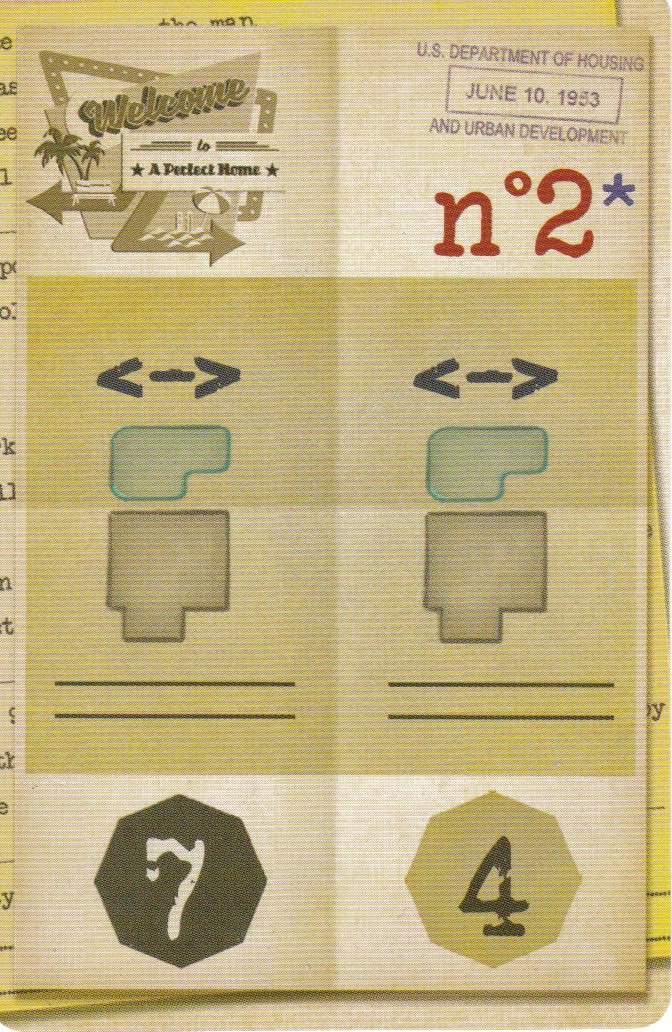 the man
Welcome
to
★ A Perfect Home ★
U.S. DEPARTMENT OF HOUSING
JUNE 10. 1953
AND URBAN DEVELOPMENT
n°2*
7
4